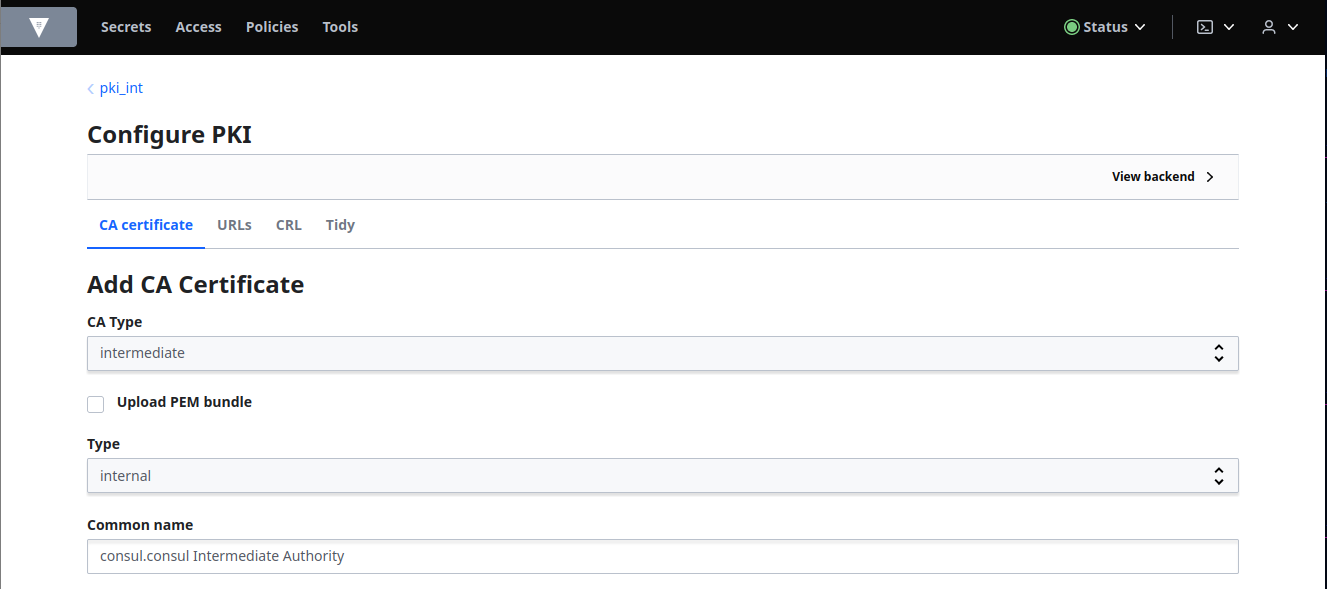 Secrets Access Policies Tools Status
pki_int
Configure PKI
View backend
CA certificate URLs CRL Tidy
Add CA Certificate
CA Type
intermediate
Upload PEM bundle
Type
internal
Common name
consul.consul Intermediate Authority